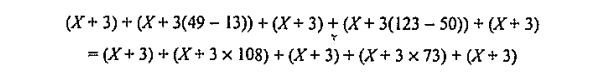 (X + 3) + (X + 3(49 − 13)) + (X + 3) + (X + 3(123 − 50)) + (X + 3)
= (X + 3) + (X + 3 × 108) + (X + 3) + (X + 3 × 73) + (X + 3)